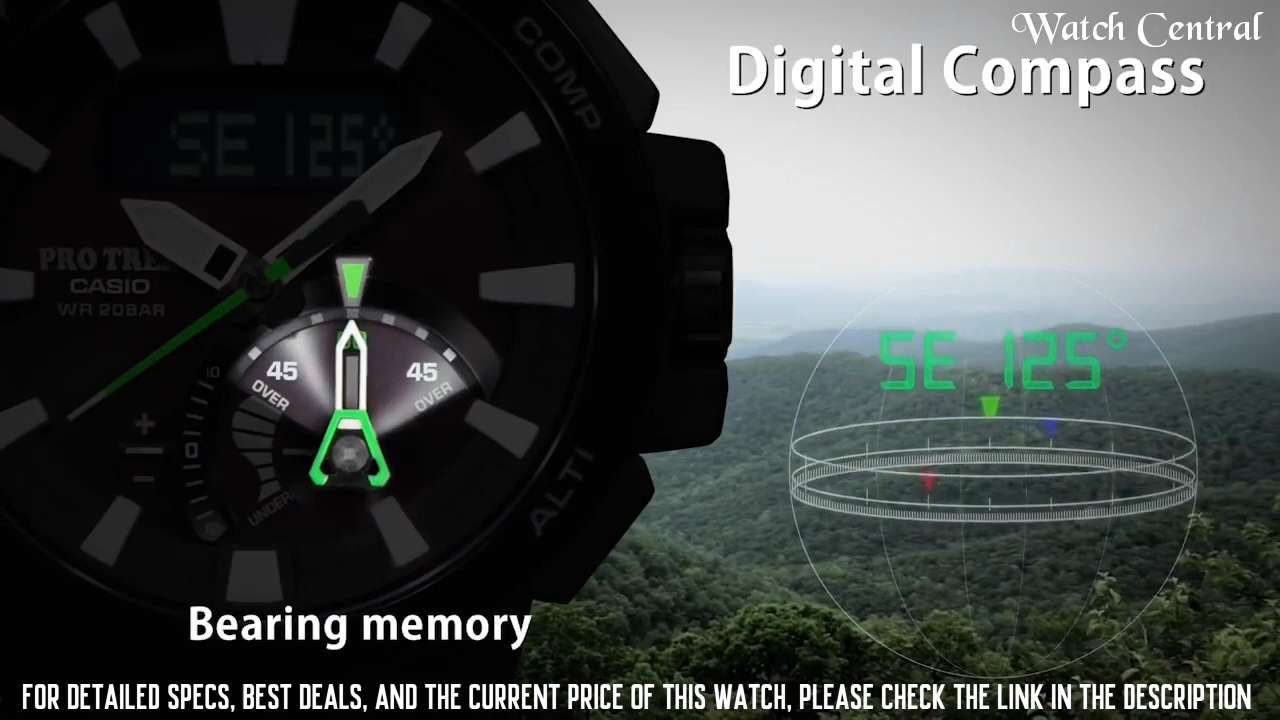 Watch Central
Digital Compass
COMP
SE 125°
PRO TRE
CASIO
WR 20BAR
SE 125°
45
45
OVER
OVER
10
0
UNDER
ALTI
Bearing memory
FOR DETAILED SPECS, BEST DEALS, AND THE CURRENT PRICE OF THIS WATCH, PLEASE CHECK THE LINK IN THE DESCRIPTION